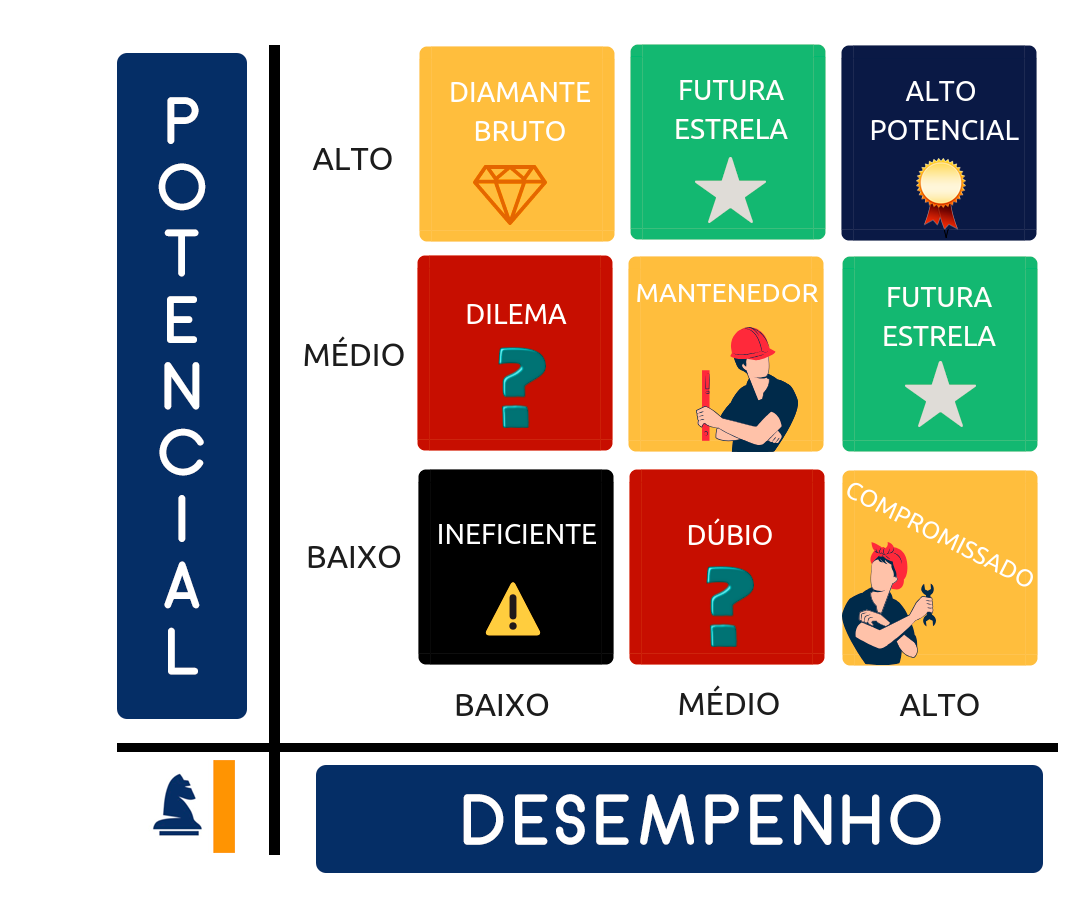 POTENCIAL
ALTO
DIAMANTE
BRUTO
FUTURA
ESTRELA
ALTO
POTENCIAL
MÉDIO
DILEMA
MANTENEDOR
FUTURA
ESTRELA
BAIXO
INEFICIENTE
DÚBIO
COMPROMISSADO
BAIXO
MÉDIO
ALTO
DESEMPENHO